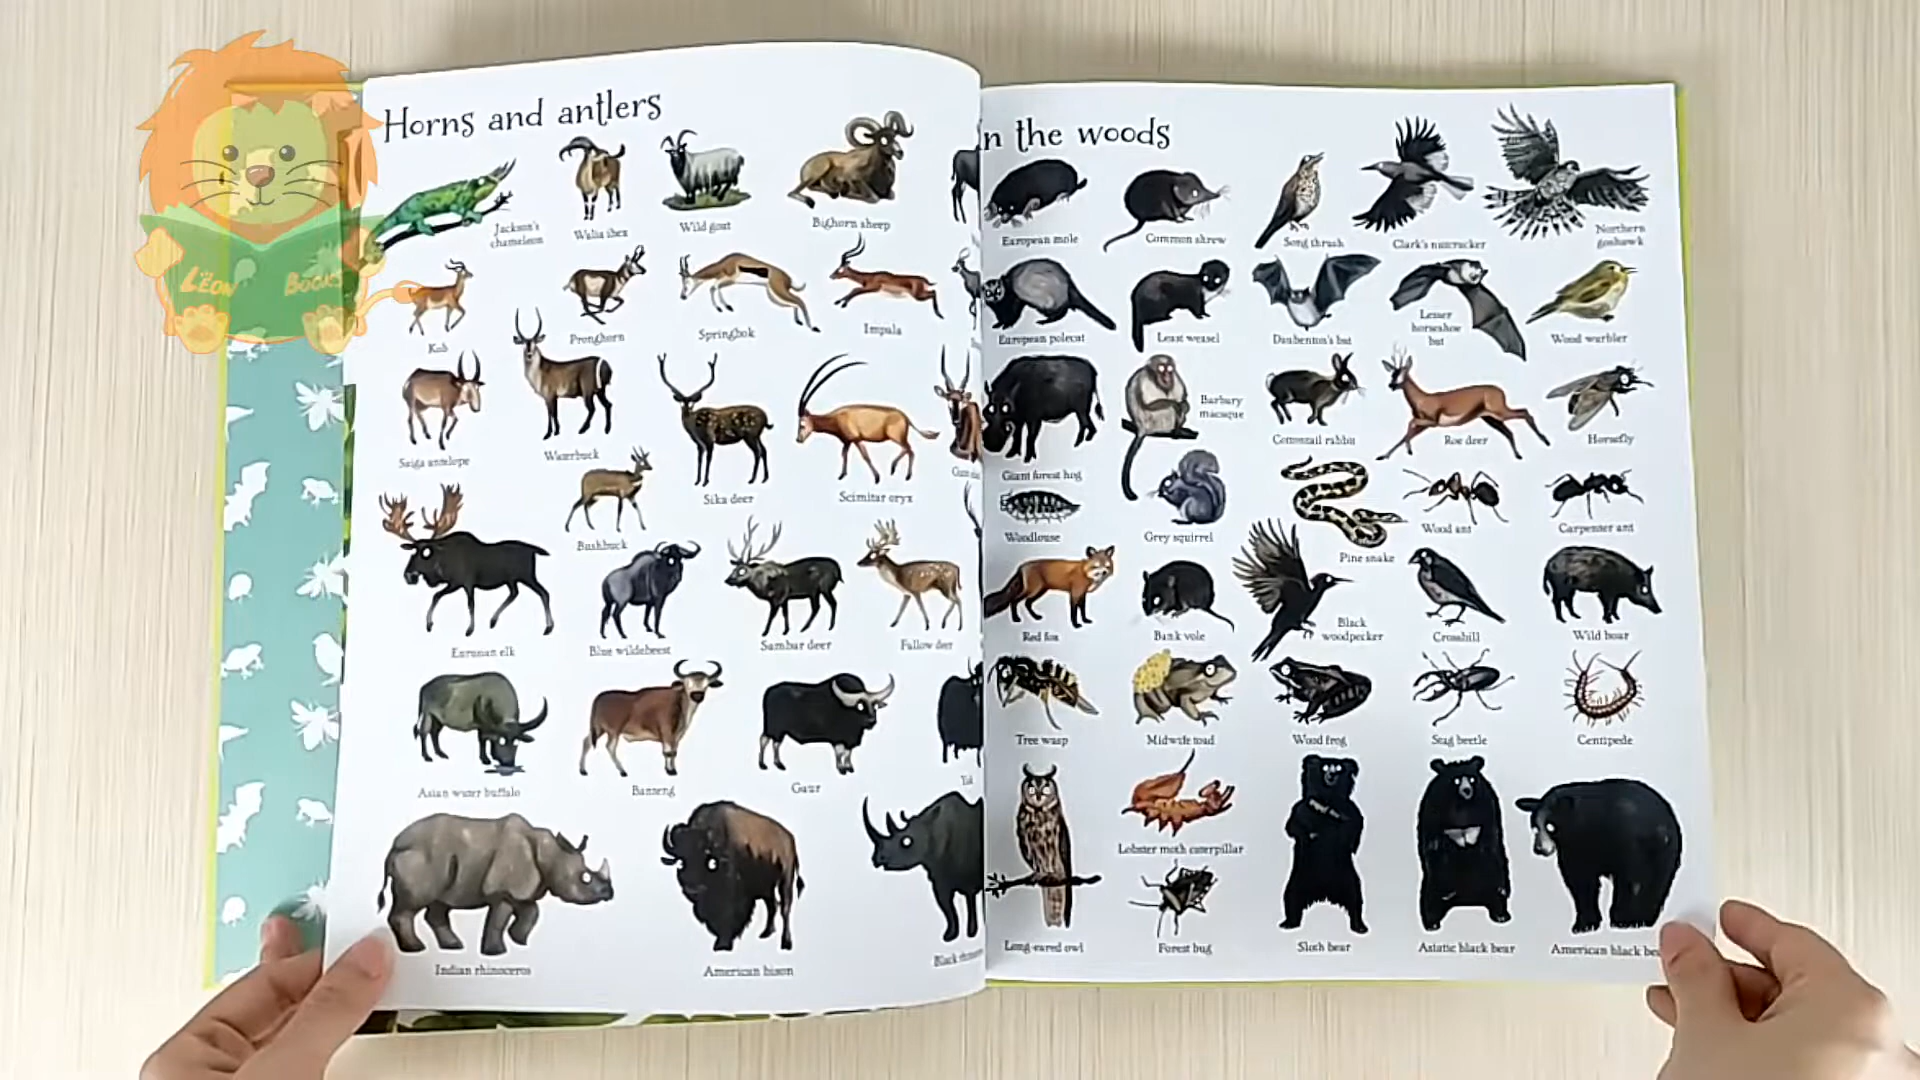 Horns and antlers
Jackson's
chameleon
Walia ibex
Wild goat
Bighorn sheep
Kob
Pronghorn
Springbok
Impala
Saiga antelope
Waterbuck
Bushbuck
Sika deer
Scimitar oryx
Eurasian elk
Blue wildebeest
Sambar deer
Fallow deer
Asian water buffalo
Banteng
Gaur
Yak
Indian rhinoceros
American bison
Black
n the woods
European mole
Common shrew
Song thrush
Clark's nutcracker
Northern
goshawk
European polecat
Least weasel
Daubenton's bat
Lesser
horseshoe
bat
Wood warbler
Giant forest hog
Barbary
macaque
Cottontail rabbit
Roe deer
Horsefly
Woodlouse
Grey squirrel
Pine snake
Wood ant
Carpenter ant
Red fox
Bank vole
Black
woodpecker
Crossbill
Wild boar
Tree wasp
Midwife toad
Wood frog
Stag beetle
Centipede
Long-eared owl
Lobster moth caterpillar
Forest bug
Sloth bear
Asiatic black bear
American black be
LËON BOOKS